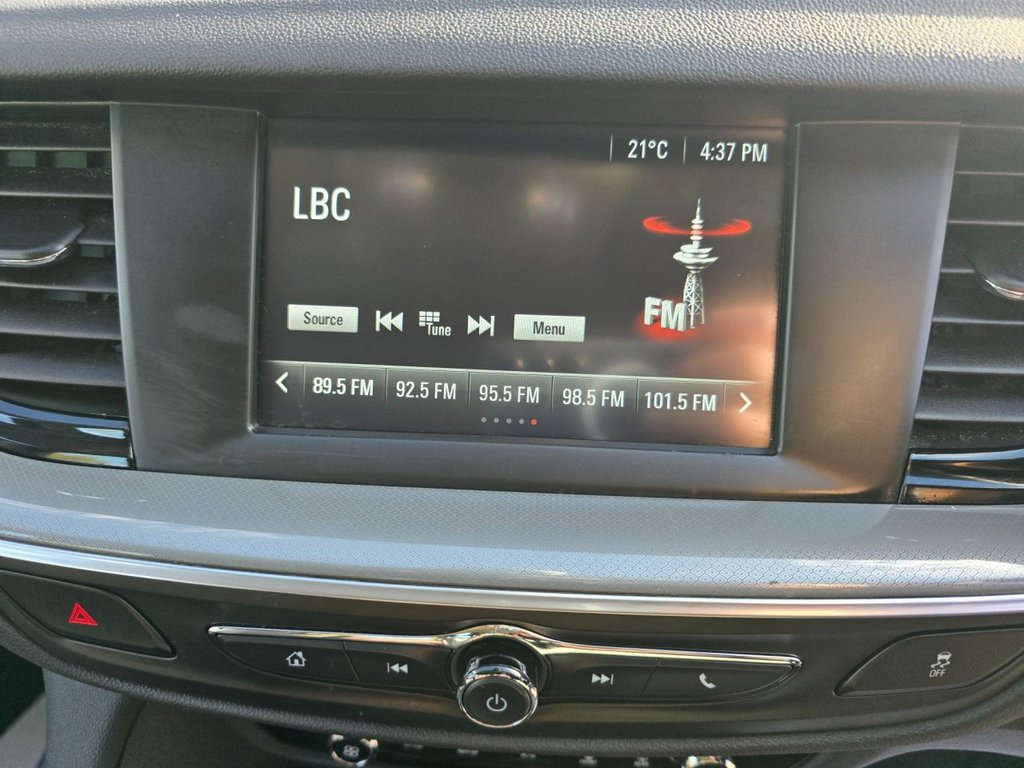 21°C 4:37 PM
LBC
FM
Source Tune Menu
89.5 FM 92.5 FM 95.5 FM 98.5 FM 101.5 FM
OFF